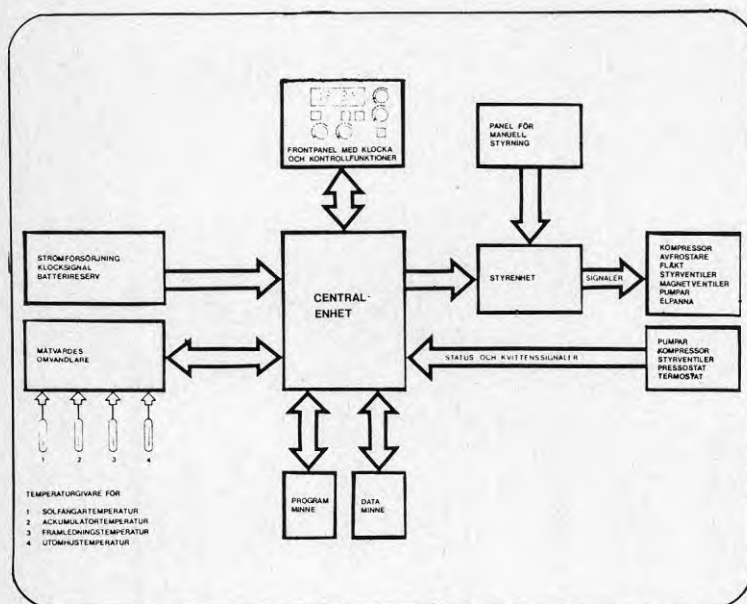 FRONTPANEL MED KLOCKA
OCH KONTROLLFUNKTIONER
PANEL FÖR
MANUELL
STYRNING
STRÖMFÖRSÖRJNING
KLOCKSIGNAL
BATTERIRESERV
CENTRAL-
ENHET
STYRENHET
SIGNALER
KOMPRESSOR
AVFROSTARE
FLÄKT
STYRVENTILER
MAGNETVENTILER
PUMPAR
ELPANNA
MÄTVÄRDES
OMVANDLARE
STATUS OCH KVITTENSSIGNALER
PUMPAR
KOMPRESSOR
STYRVENTILER
PRESSOSTAT
TERMOSTAT
1 2 3 4
PROGRAM
MINNE
DATA
MINNE
TEMPERATURGIVARE FÖR
1 SOLFÅNGARTEMPERATUR
2 ACKUMULATORTEMPERATUR
3 FRAMLEDNINGSTEMPERATUR
4 UTOMHUSTEMPERATUR